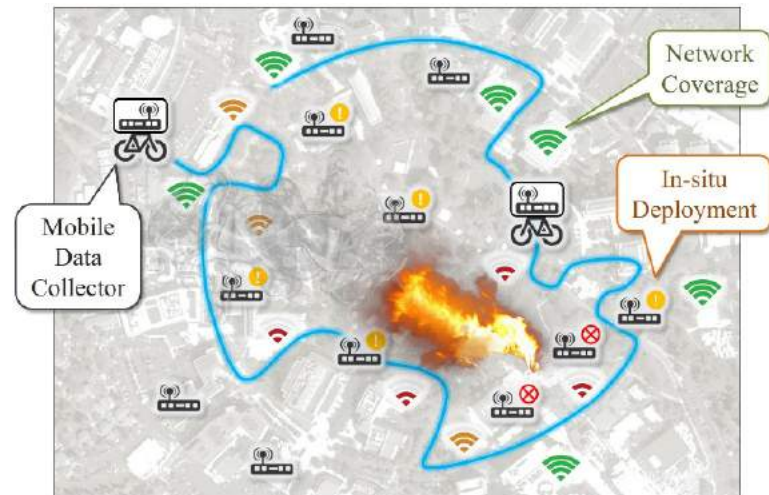 Network
Coverage
In-situ
Deployment
Mobile
Data
Collector